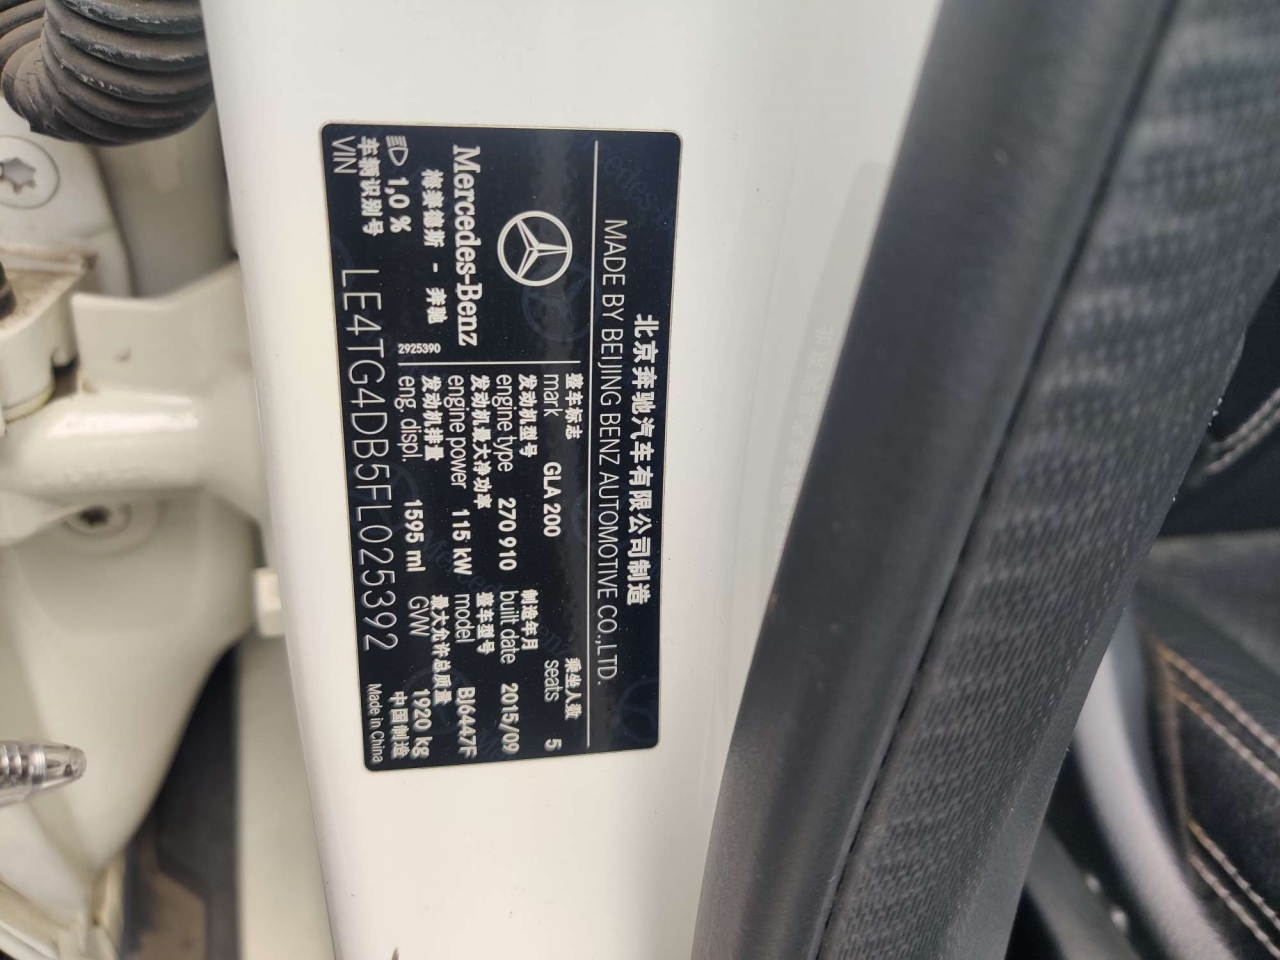 北京奔驰汽车有限公司制造
MADE BY BEIJING BENZ AUTOMOTIVE CO.,LTD.
Mercedes-Benz
梅赛德斯 - 奔驰
1,0 %
2925390
整车标志
mark GLA 200
乘坐人数
seats 5
发动机型号
engine type 270 910
制造年月
built date 2015/09
发动机最大净功率
engine power 115 kW
整车型号
model BJ6447F
发动机排量
eng. displ. 1595 ml
最大允许总质量
GVW 1920 kg
车辆识别号
VIN LE4TG4DB5FL025392
中国制造
Made in China